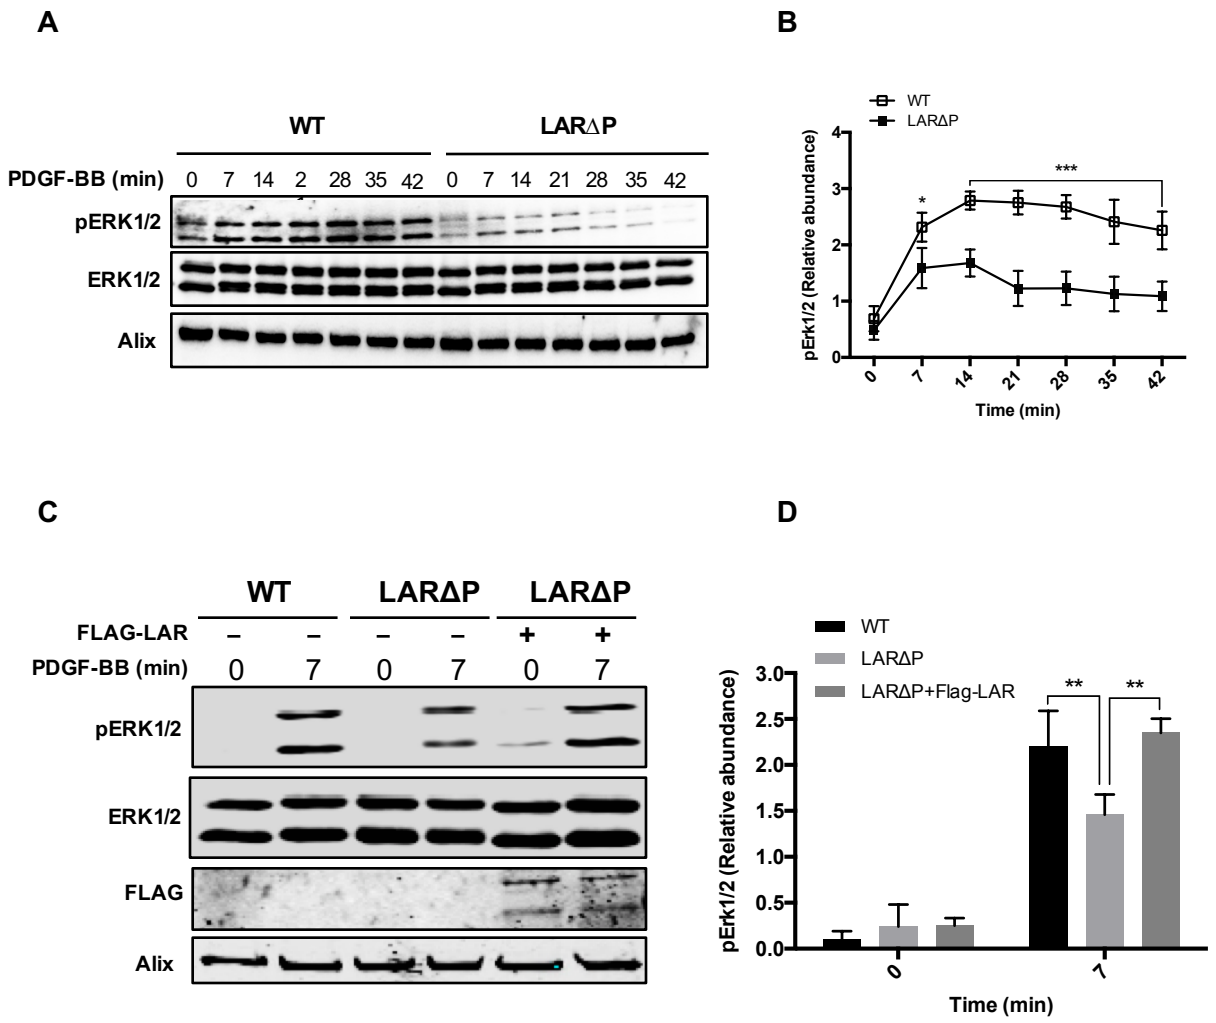 A
WT LAR∆P
PDGF-BB (min) 0 7 14 2 28 35 42 0 7 14 21 28 35 42
pERK1/2
ERK1/2
Alix
B
WT
LARΔP
pErk1/2 (Relative abundance)
4
3
2
1
0
*
***
0 7 14 21 28 35 42
Time (min)
C
WT LARΔP LARΔP
FLAG-LAR – – – – + +
PDGF-BB (min) 0 7 0 7 0 7
pERK1/2
ERK1/2
FLAG
Alix
D
WT
LARΔP
LARΔP+Flag-LAR
pErk1/2 (Relative abundance)
3.0
2.5
2.0
1.5
1.0
0.5
0.0
** **
0 7
Time (min)